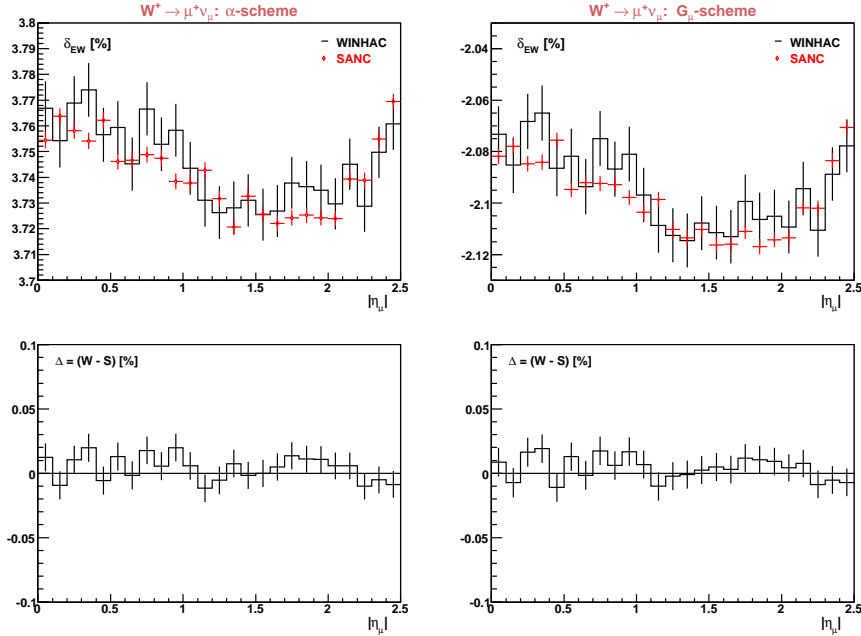 W⁺ → μ⁺ν_μ: α-scheme
δ_EW [%]
WINHAC
SANC
3.8
3.79
3.78
3.77
3.76
3.75
3.74
3.73
3.72
3.71
3.7
0 0.5 1 1.5 2 2.5
|η_μ|
W⁺ → μ⁺ν_μ: G_μ-scheme
δ_EW [%]
WINHAC
SANC
-2.04
-2.06
-2.08
-2.1
-2.12
0 0.5 1 1.5 2 2.5
|η_μ|
Δ = (W - S) [%]
0.1
0.05
0
-0.05
-0.1
0 0.5 1 1.5 2 2.5
|η_μ|
Δ = (W - S) [%]
0.1
0.05
0
-0.05
-0.1
0 0.5 1 1.5 2 2.5
|η_μ|